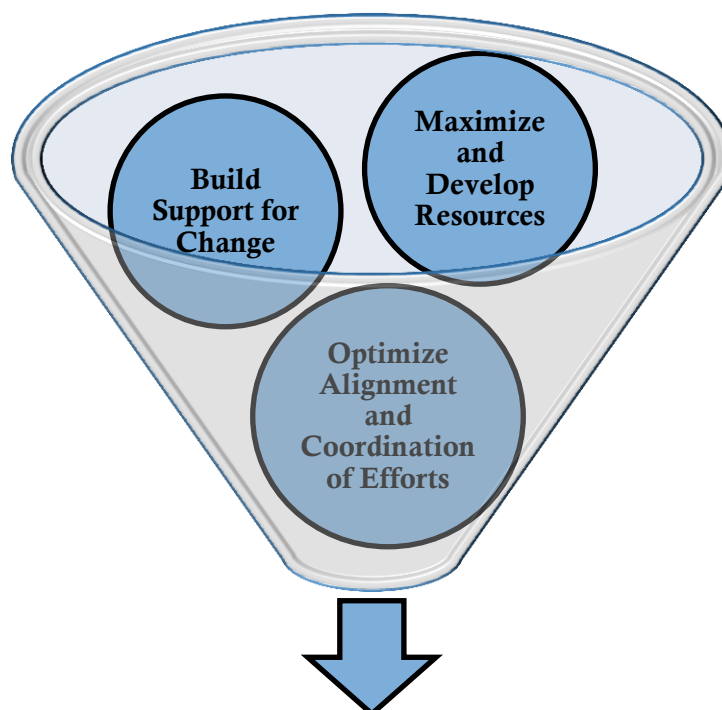 Build
Support for
Change
Maximize
and
Develop
Resources
Optimize
Alignment
and
Coordination
of Efforts